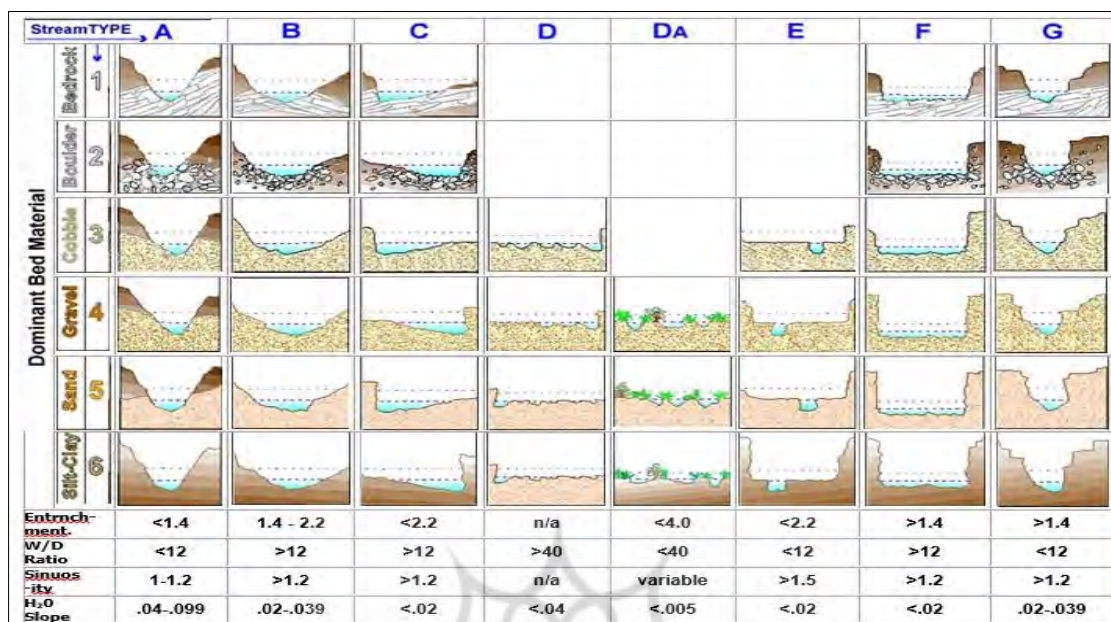 StreamTYPE A B C D DA E F G
Dominant Bed Material
Bedrock 1
Boulder 2
Cobble 3
Gravel 4
Sand 5
Silt-Clay 6
Entrnch-
ment. <1.4 1.4 - 2.2 <2.2 n/a <4.0 <2.2 >1.4 >1.4
W/D
Ratio <12 >12 >12 >40 <40 <12 >12 <12
Sinuos
-ity 1-1.2 >1.2 >1.2 n/a variable >1.5 >1.2 >1.2
H₂0
Slope .04-.099 .02-.039 <.02 <.04 <.005 <.02 <.02 .02-.039